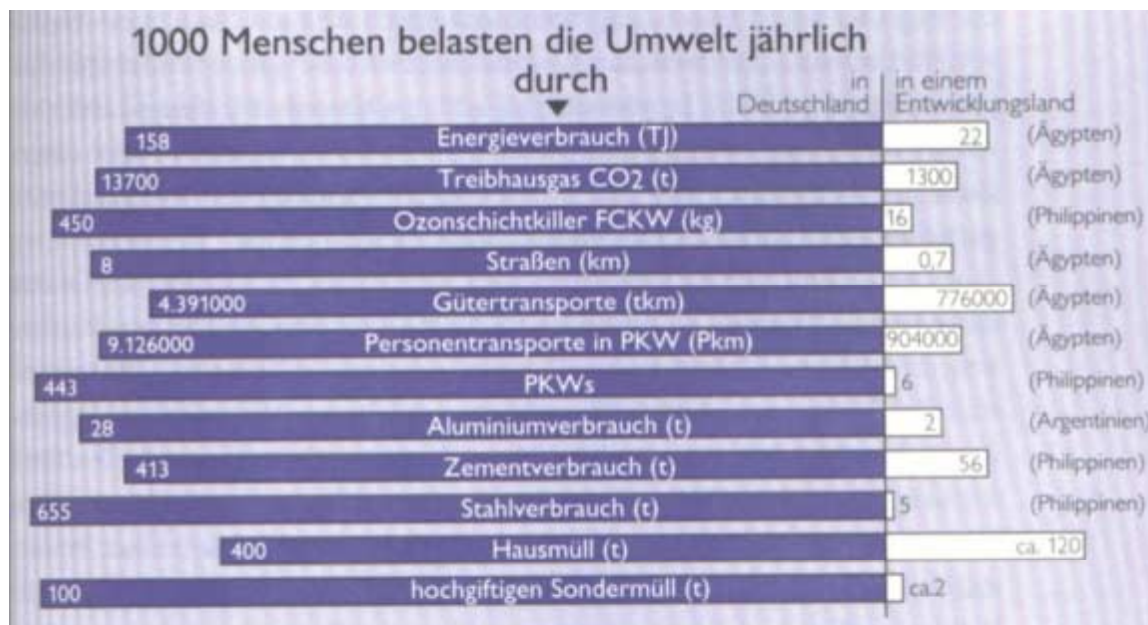 1000 Menschen belasten die Umwelt jährlich
durch
in Deutschland
in einem Entwicklungsland
158 Energieverbrauch (TJ) 22 (Ägypten)
13700 Treibhausgas CO2 (t) 1300 (Ägypten)
450 Ozonschichtkiller FCKW (kg) 16 (Philippinen)
8 Straßen (km) 0,7 (Ägypten)
4.391000 Gütertransporte (tkm) 776000 (Ägypten)
9.126000 Personentransporte in PKW (Pkm) 904000 (Ägypten)
443 PKWs 6 (Philippinen)
28 Aluminiumverbrauch (t) 2 (Argentinien)
413 Zementverbrauch (t) 56 (Philippinen)
655 Stahlverbrauch (t) 5 (Philippinen)
400 Hausmüll (t) ca. 120
100 hochgiftigen Sondermüll (t) ca.2